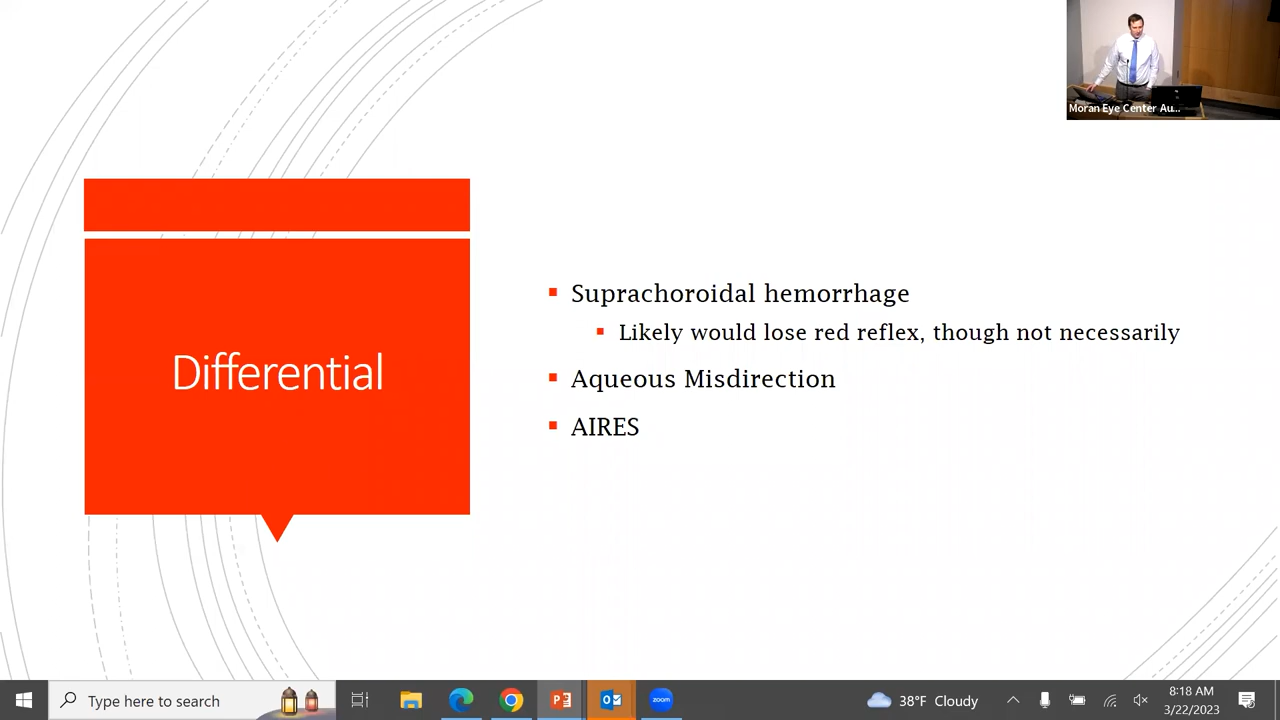 Moran Eye Center Au...
Differential
Suprachoroidal hemorrhage
Likely would lose red reflex, though not necessarily
Aqueous Misdirection
AIRES
Type here to search
zoom
38°F Cloudy
8:18 AM
3/22/2023